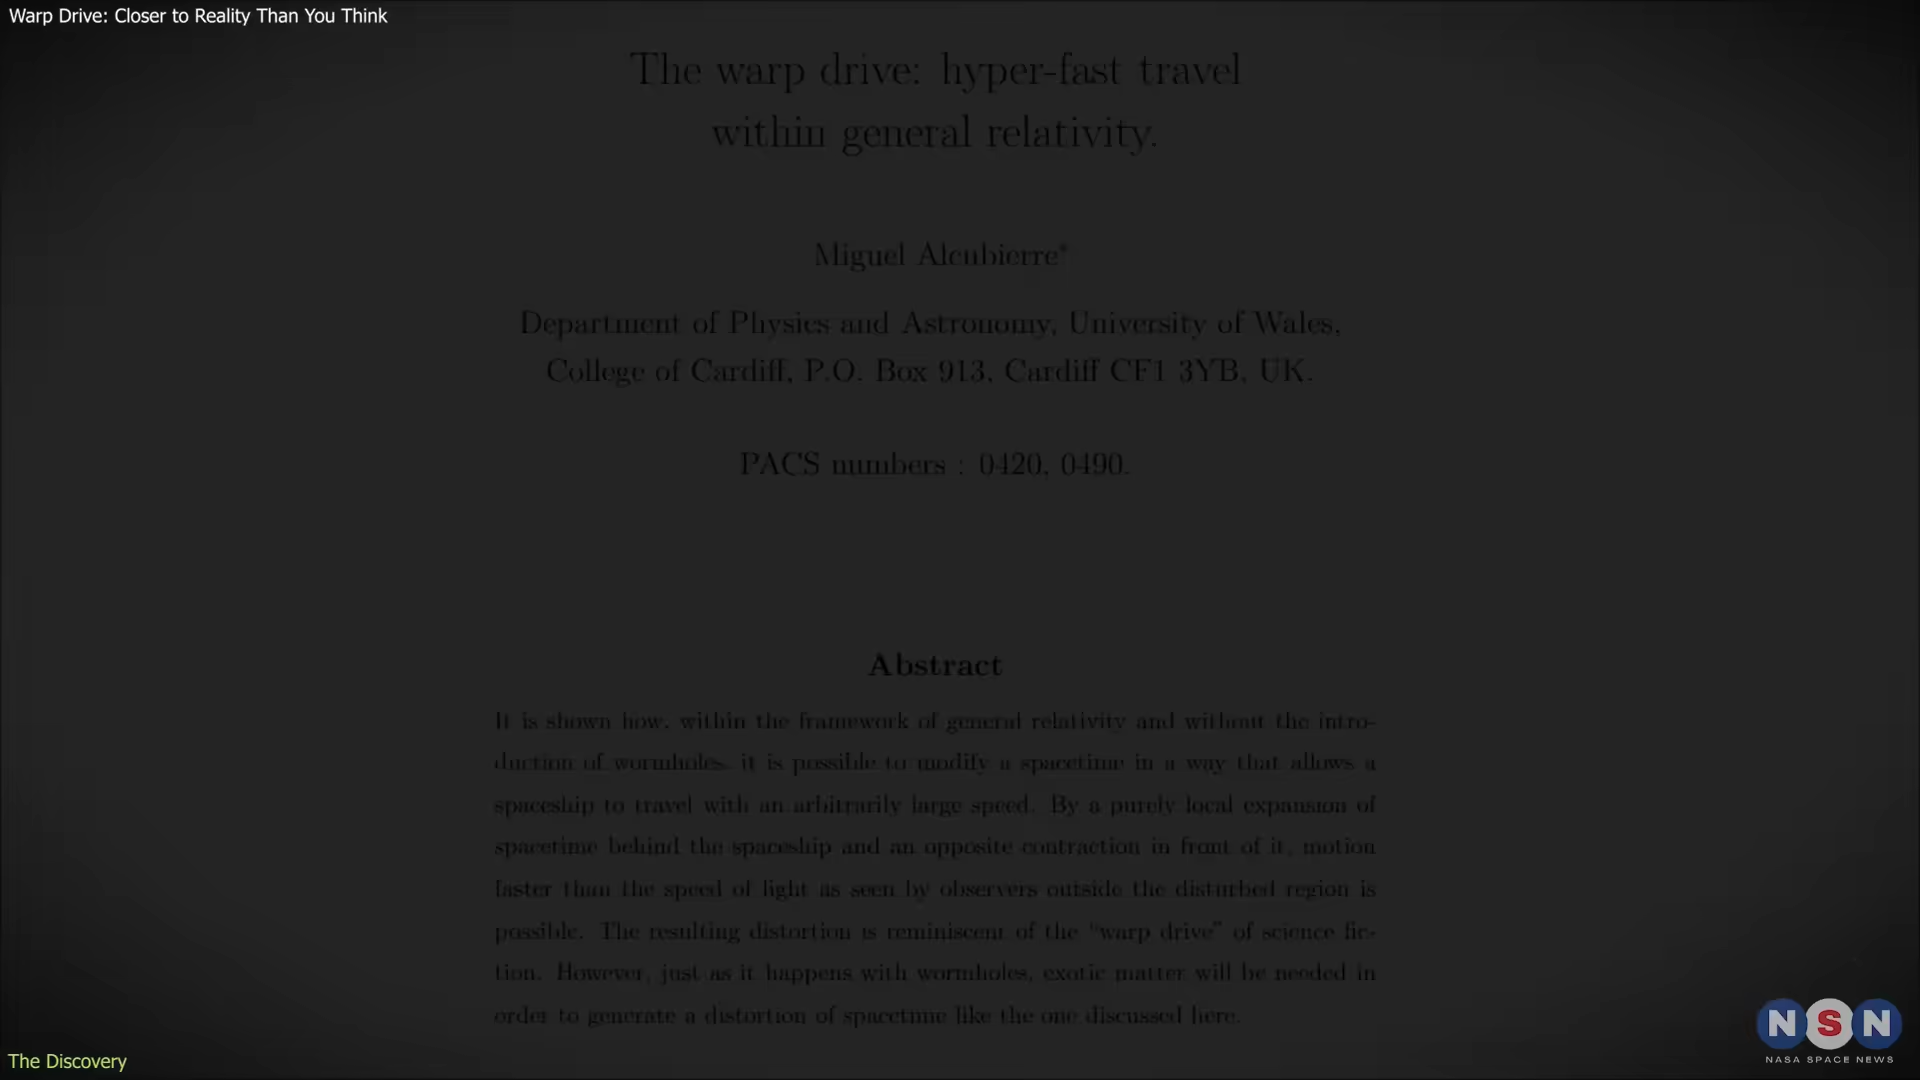 Warp Drive: Closer to Reality Than You Think
The warp drive: hyper-fast travel
within general relativity.
Miguel Alcubierre*
Department of Physics and Astronomy, University of Wales,
College of Cardiff, P.O. Box 913, Cardiff CF1 3YB, UK.
PACS numbers : 0420, 0490.
Abstract
It is shown how, within the framework of general relativity and without the intro-
duction of wormholes, it is possible to modify a spacetime in a way that allows a
spaceship to travel with an arbitrarily large speed. By a purely local expansion of
spacetime behind the spaceship and an opposite contraction in front of it, motion
faster than the speed of light as seen by observers outside the disturbed region is
possible. The resulting distortion is reminiscent of the “warp drive” of science fic-
tion. However, just as it happens with wormholes, exotic matter will be needed in
order to generate a distortion of spacetime like the one discussed here.
NSN
NASA SPACE NEWS
The Discovery